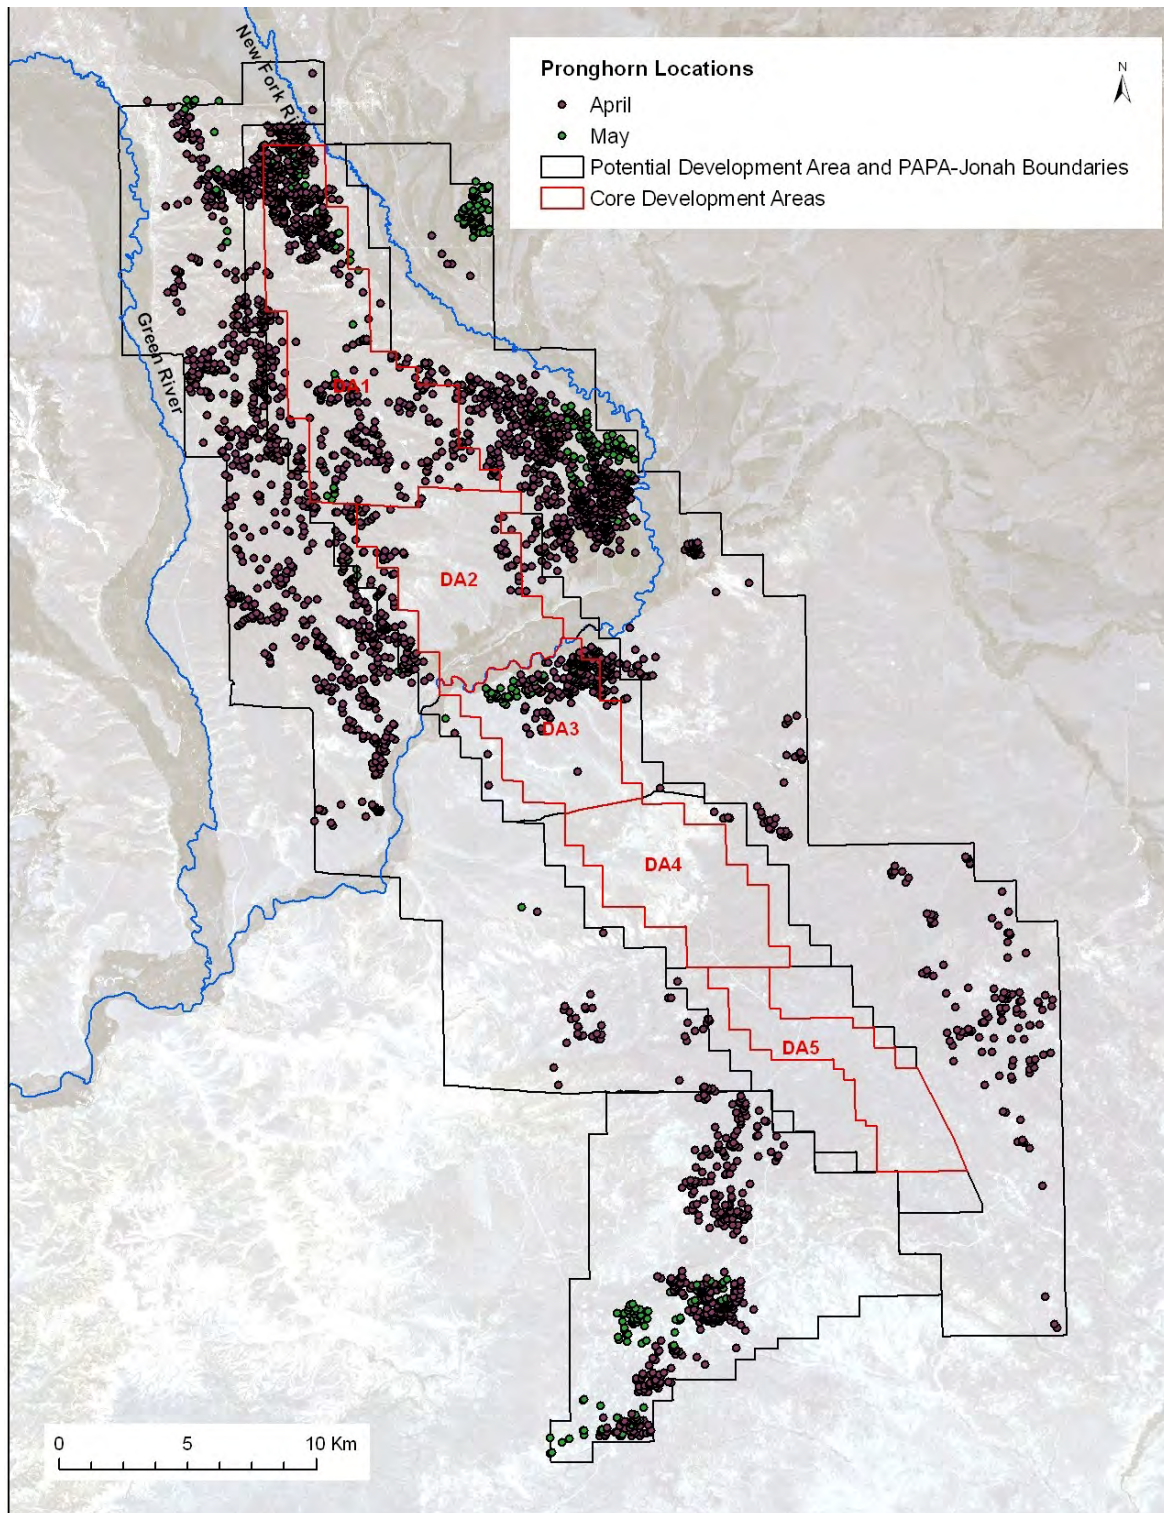 New Fork Ri
Pronghorn Locations
N
April
May
Potential Development Area and PAPA-Jonah Boundaries
Core Development Areas
Green River
DA1
DA2
DA3
DA4
DA5
0 5 10 Km